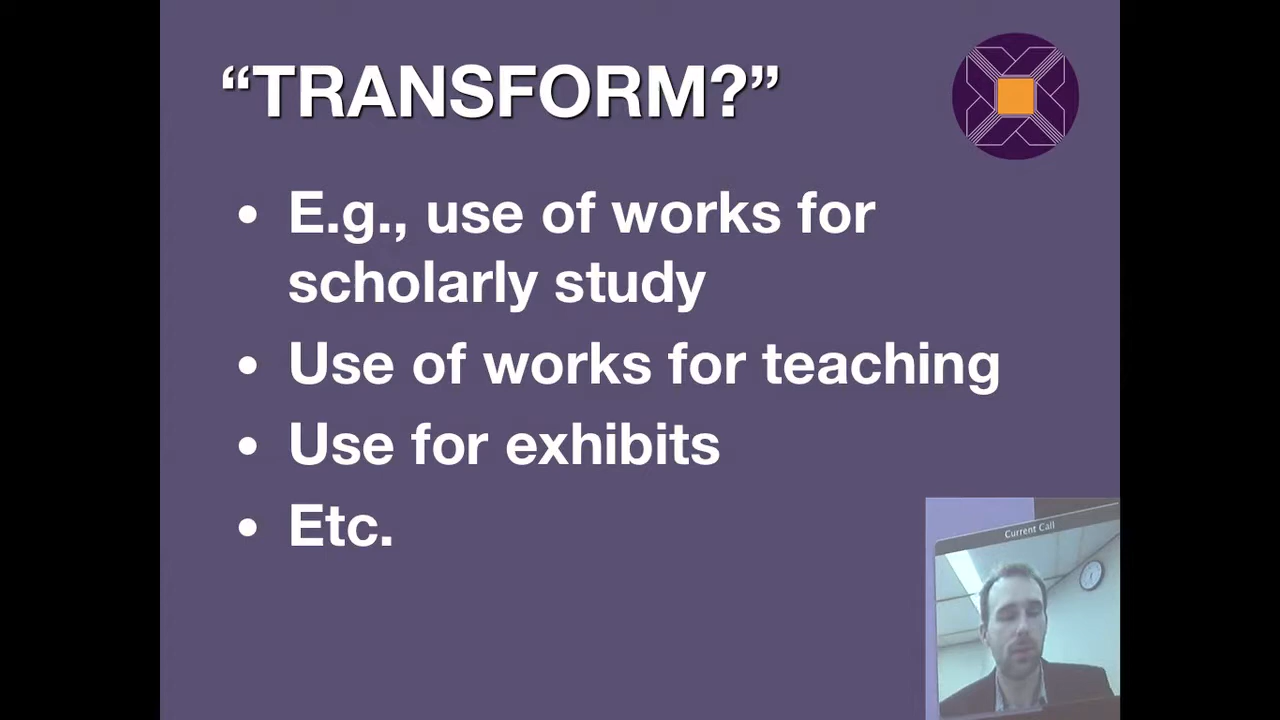 “TRANSFORM?”
• E.g., use of works for
scholarly study
• Use of works for teaching
• Use for exhibits
• Etc.
Current Call